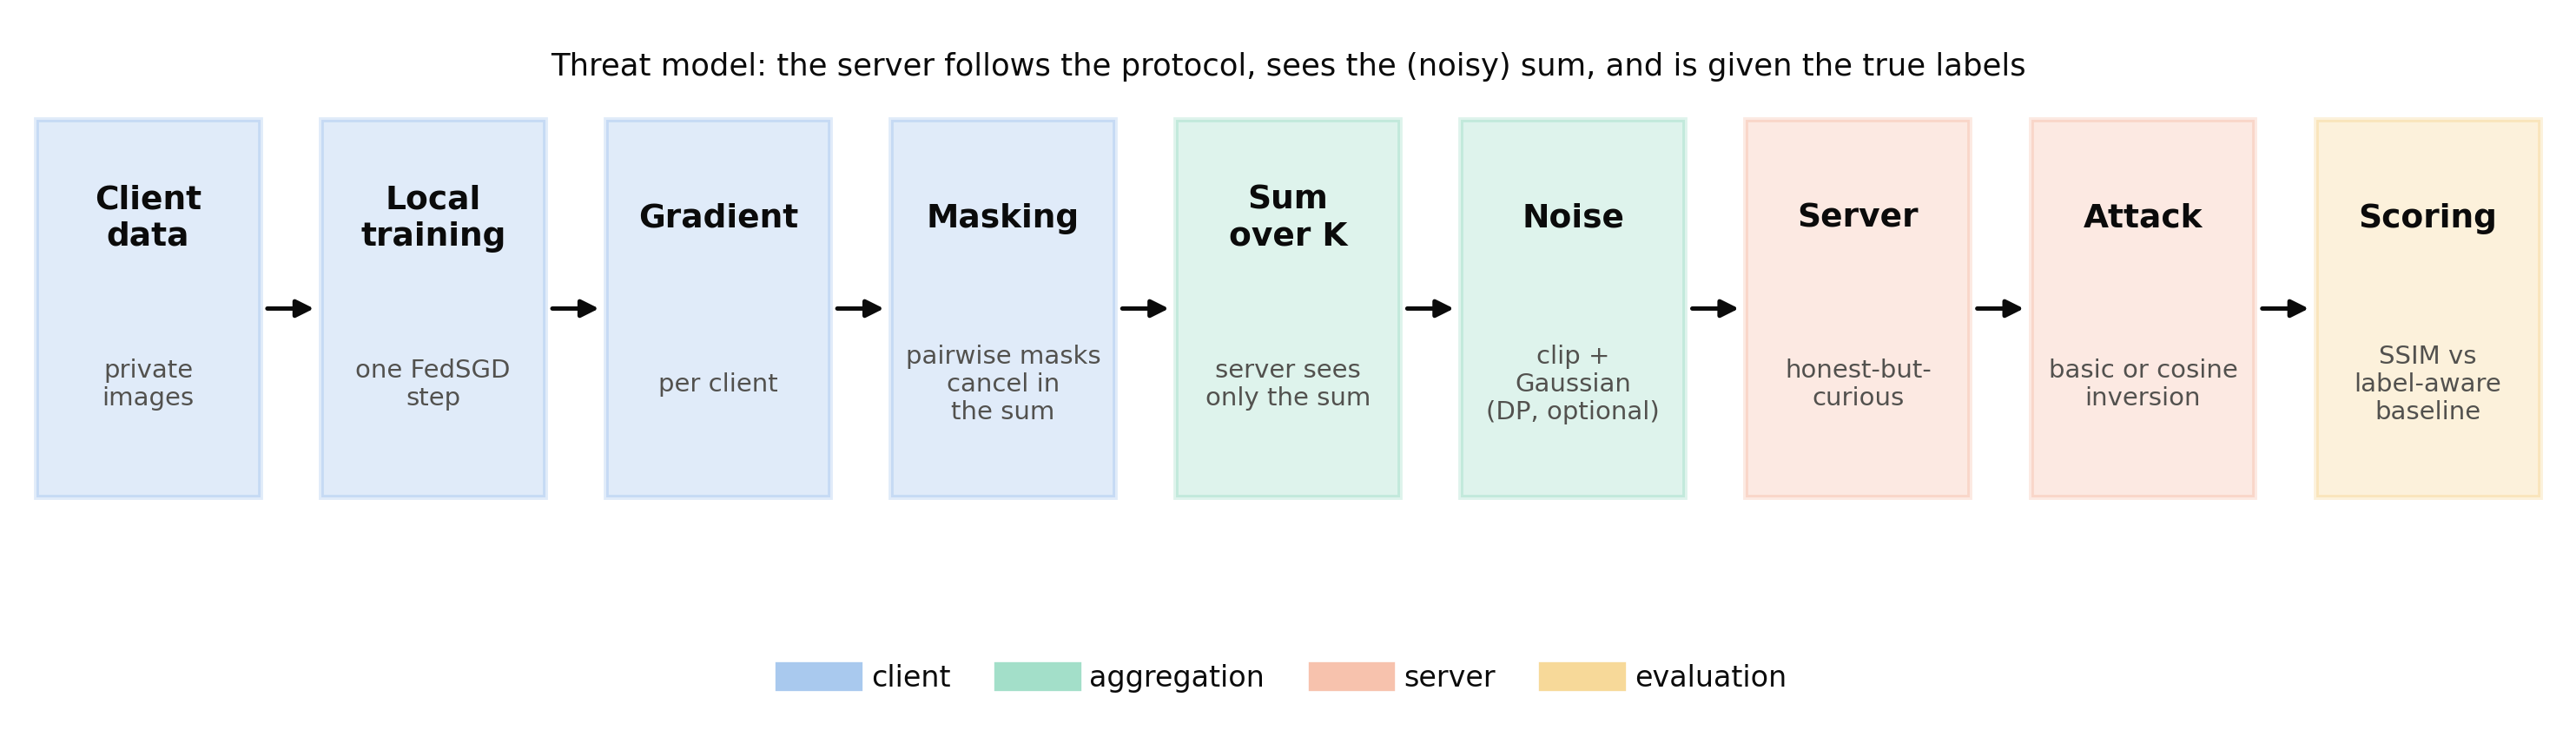 Threat model: the server follows the protocol, sees the (noisy) sum, and is given the true labels
Client
data
private
images
Local
training
one FedSGD
step
Gradient
per client
Masking
pairwise masks
cancel in
the sum
Sum
over K
server sees
only the sum
Noise
clip +
Gaussian
(DP, optional)
Server
honest-but-
curious
Attack
basic or cosine
inversion
Scoring
SSIM vs
label-aware
baseline
client
aggregation
server
evaluation